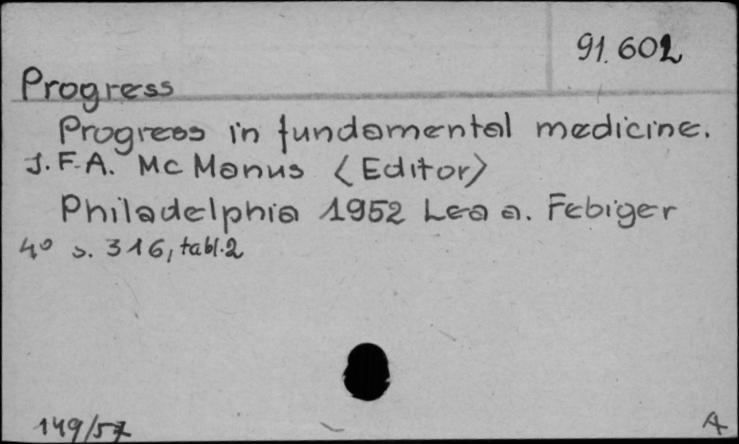 91.602
Progress
Progress in fundamental medicine.
J.F.A. Mc Manus <Editor>
Philadelphia 1952 Lea a. Febiger
4° s. 316, tabl. 2
149/57
A